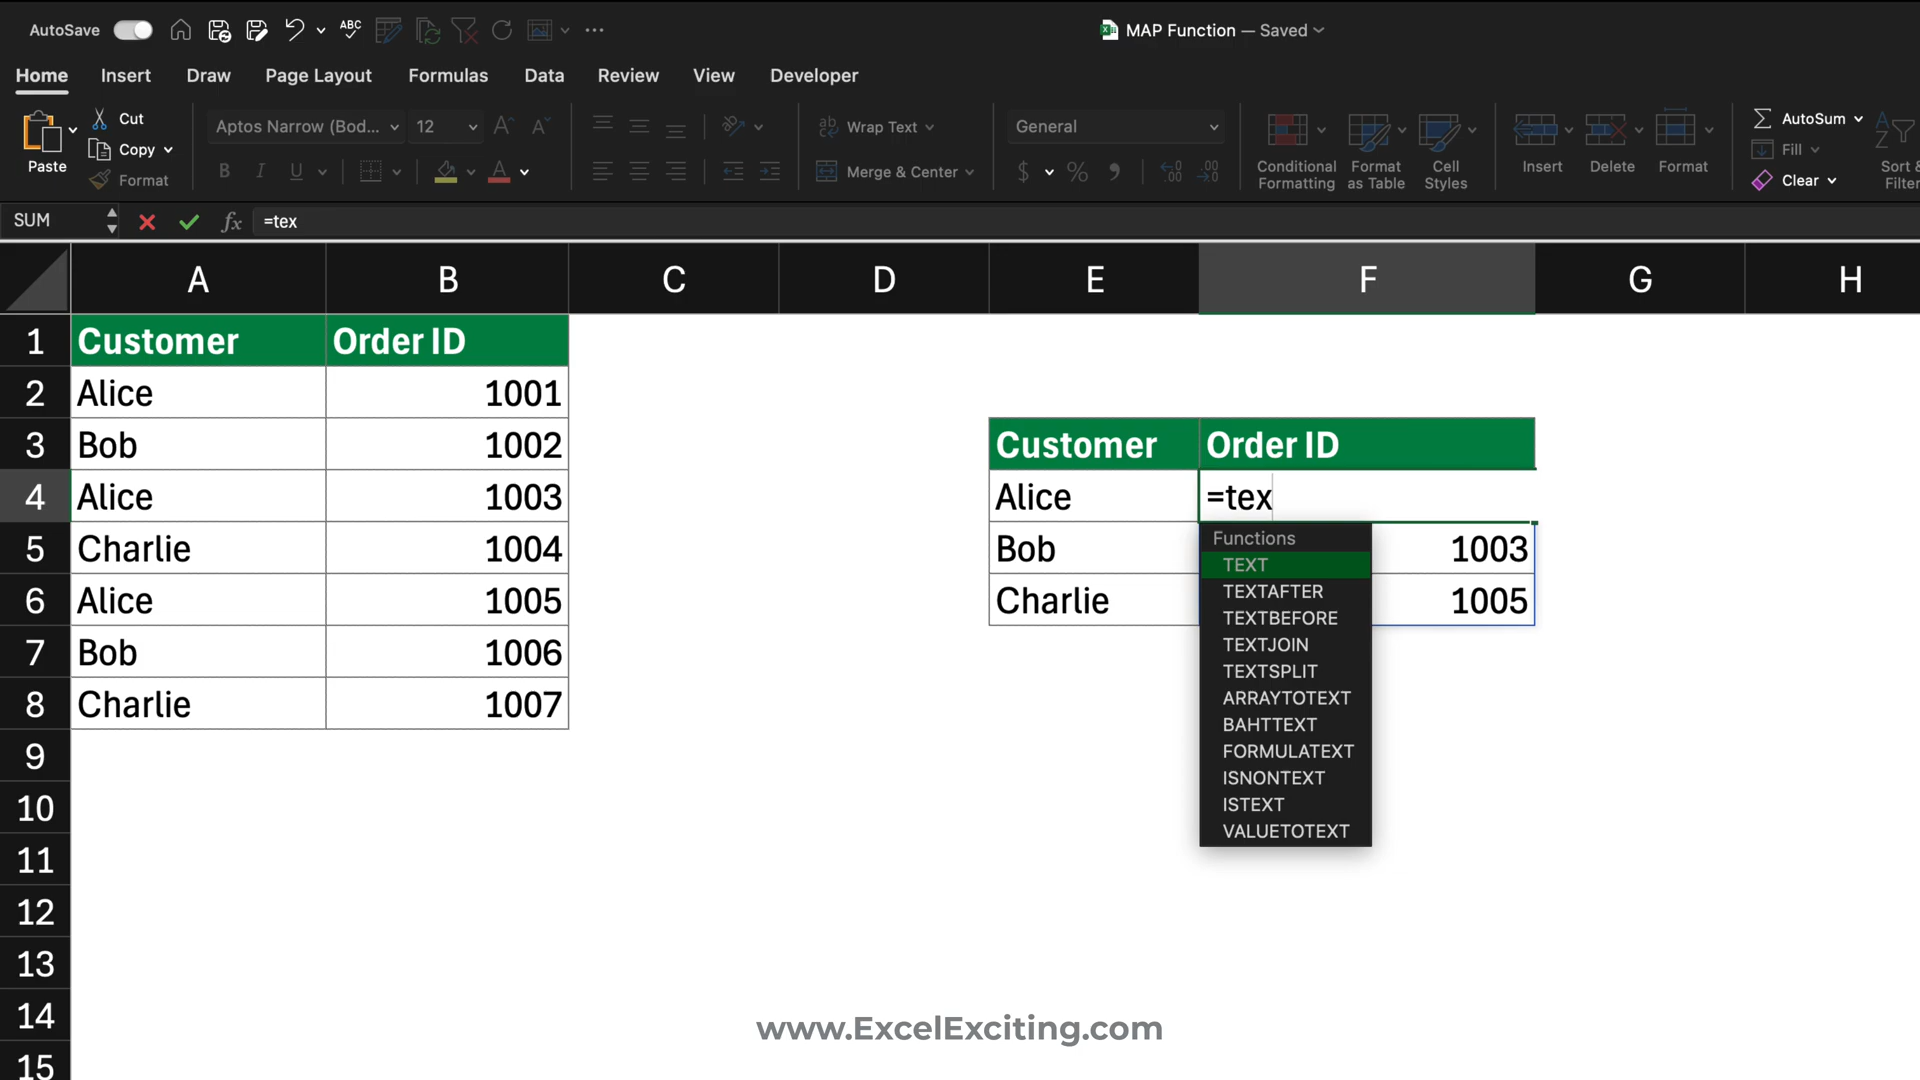 AutoSave
ABC
MAP Function — Saved
Home Insert Draw Page Layout Formulas Data Review View Developer
Paste
Cut
Copy
Format
Aptos Narrow (Bod... 12 A A
B I U A
ab Wrap Text
Merge & Center
General
$ % 9
Conditional Formatting
Format as Table
Cell Styles
Insert
Delete
Format
AutoSum
Fill
Clear
Sort &
Filter
SUM fx =tex
A B C D E F G H
1 Customer Order ID
2 Alice 1001
3 Bob 1002 Customer Order ID
4 Alice 1003 Alice =tex
5 Charlie 1004 Bob 1003
6 Alice 1005 Charlie 1005
7 Bob 1006
8 Charlie 1007
9
10
11
12
13
14
15
Functions
TEXT
TEXTAFTER
TEXTBEFORE
TEXTJOIN
TEXTSPLIT
ARRAYTOTEXT
BAHTTEXT
FORMULATEXT
ISNONTEXT
ISTEXT
VALUETOTEXT
www.ExcelExciting.com